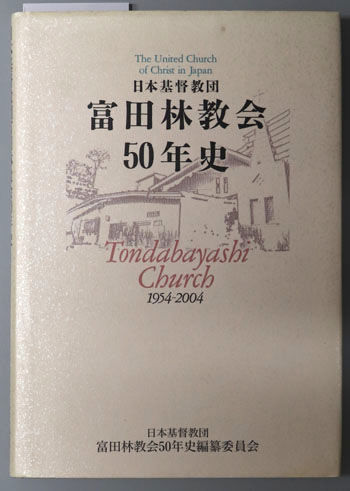 The United Church
of Christ in Japan
日本基督教団
富田林教会
50年史
Tondabayashi
Church
1954-2004
日本基督教団
富田林教会50年史編纂委員会